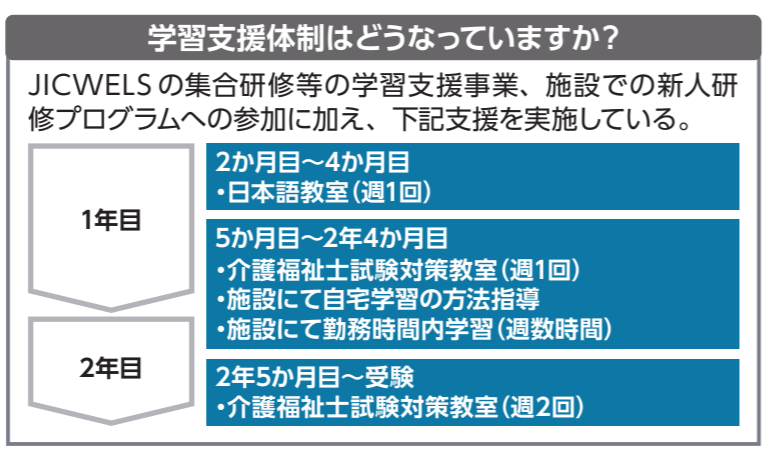 学習支援体制はどうなっていますか？
JICWELSの集合研修等の学習支援事業、施設での新人研
修プログラムへの参加に加え、下記支援を実施している。
1年目
2か月目～4か月目
・日本語教室（週1回）
5か月目～2年4か月目
・介護福祉士試験対策教室（週1回）
・施設にて自宅学習の方法指導
・施設にて勤務時間内学習（週数時間）
2年目
2年5か月目～受験
・介護福祉士試験対策教室（週2回）